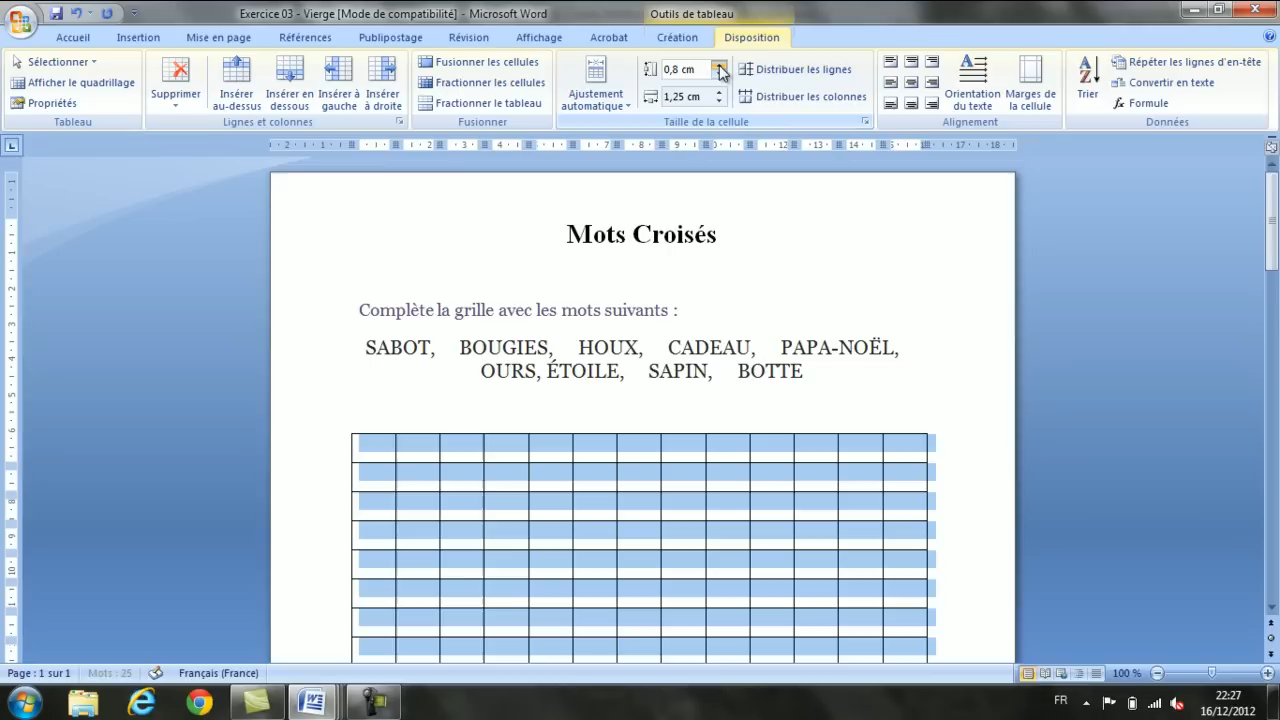 Exercice 03 - Vierge [Mode de compatibilité] - Microsoft Word
Outils de tableau
Accueil Insertion Mise en page Références Publipostage Révision Affichage Acrobat Création Disposition
Sélectionner
Afficher le quadrillage
Propriétés
Tableau
Supprimer
Insérer au-dessus
Insérer en dessous
Insérer à gauche
Insérer à droite
Lignes et colonnes
Fusionner les cellules
Fractionner les cellules
Fractionner le tableau
Fusionner
Ajustement automatique
0,8 cm
1,25 cm
Distribuer les lignes
Distribuer les colonnes
Taille de la cellule
Orientation du texte
Marges de la cellule
Alignement
Trier
Répéter les lignes d'en-tête
Convertir en texte
Formule
Données
Mots Croisés
Complète la grille avec les mots suivants :
SABOT, BOUGIES, HOUX, CADEAU, PAPA-NOËL,
OURS, ÉTOILE, SAPIN, BOTTE
Page : 1 sur 1 Mots : 25 Français (France) 100 %
FR
22:27
16/12/2012